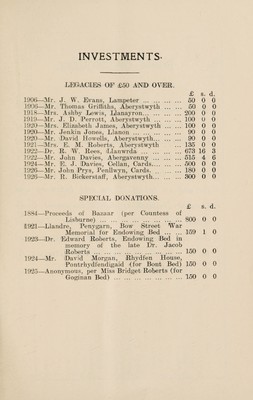 INVESTMENTS.
LEGACIES OF £50 AND OVER.
£ s. d.
1906—Mr. J. W. Evans, Lampeter ... ... ... ... 50 0 0
1906—Mr. Thomas Griffiths, Aberystwyth ... 50 0 0
1918—Mrs. Ashby Lewis, Llanayron... ... ... ... 200 0 0
1919—Mr. J. D. Perrott, Aberystwyth ... ... ... 100 0 0
1920—Mrs. Elizabeth James, Aberystwyth ... 100 0 0
1920—Mr. Jenkin Jones, Llanon ... ... ... ... 90 0 0
1920—Mr. David Howells, Aberystwyth... ... ... 90 0 0
1921—Mrs. E. M. Roberts, Aberystwyth ... 135 0 0
1922—Dr. R. W. Rees, Llanwrda ... ... ... ... 673 16 3
1922—Mr. John Davies, Abergavenny ... ... ... 515 4 6
1924—Mr. E. J. Davies, Cellan, Cards... ... ... 500 0 0
1926—Mr. John Prys, Penllwyn, Cards. ... ... ... 180 0 0
1929—Mr. R. Bickerstaff, Aberystwyth... ... ... 300 0 0
SPECIAL DONATIONS.
£ s. d.
1884—Proceeds of Bazaar (per Countess of
Lisburne) ... ... ... ... ... ... ... 800 0 0
1921—Llandre, Penygarn, Bow Street War
Memorial for Endowing Bed ... ... 159 1 0
1923—Dr. Edward Roberts, Endowing Bed in
memory of the late Dr. Jacob
Roberts ... ... ... ... ... ... ... 150 0 0
1924—Mr. David Morgan, Rhydfen House,
Pontrhydfendigaid (for Bont Bed) 150 0 0
1925—Anonymous, per Miss Bridget Roberts (for
Goginan Bed) ... ... ... ... ... ... 150 0 0